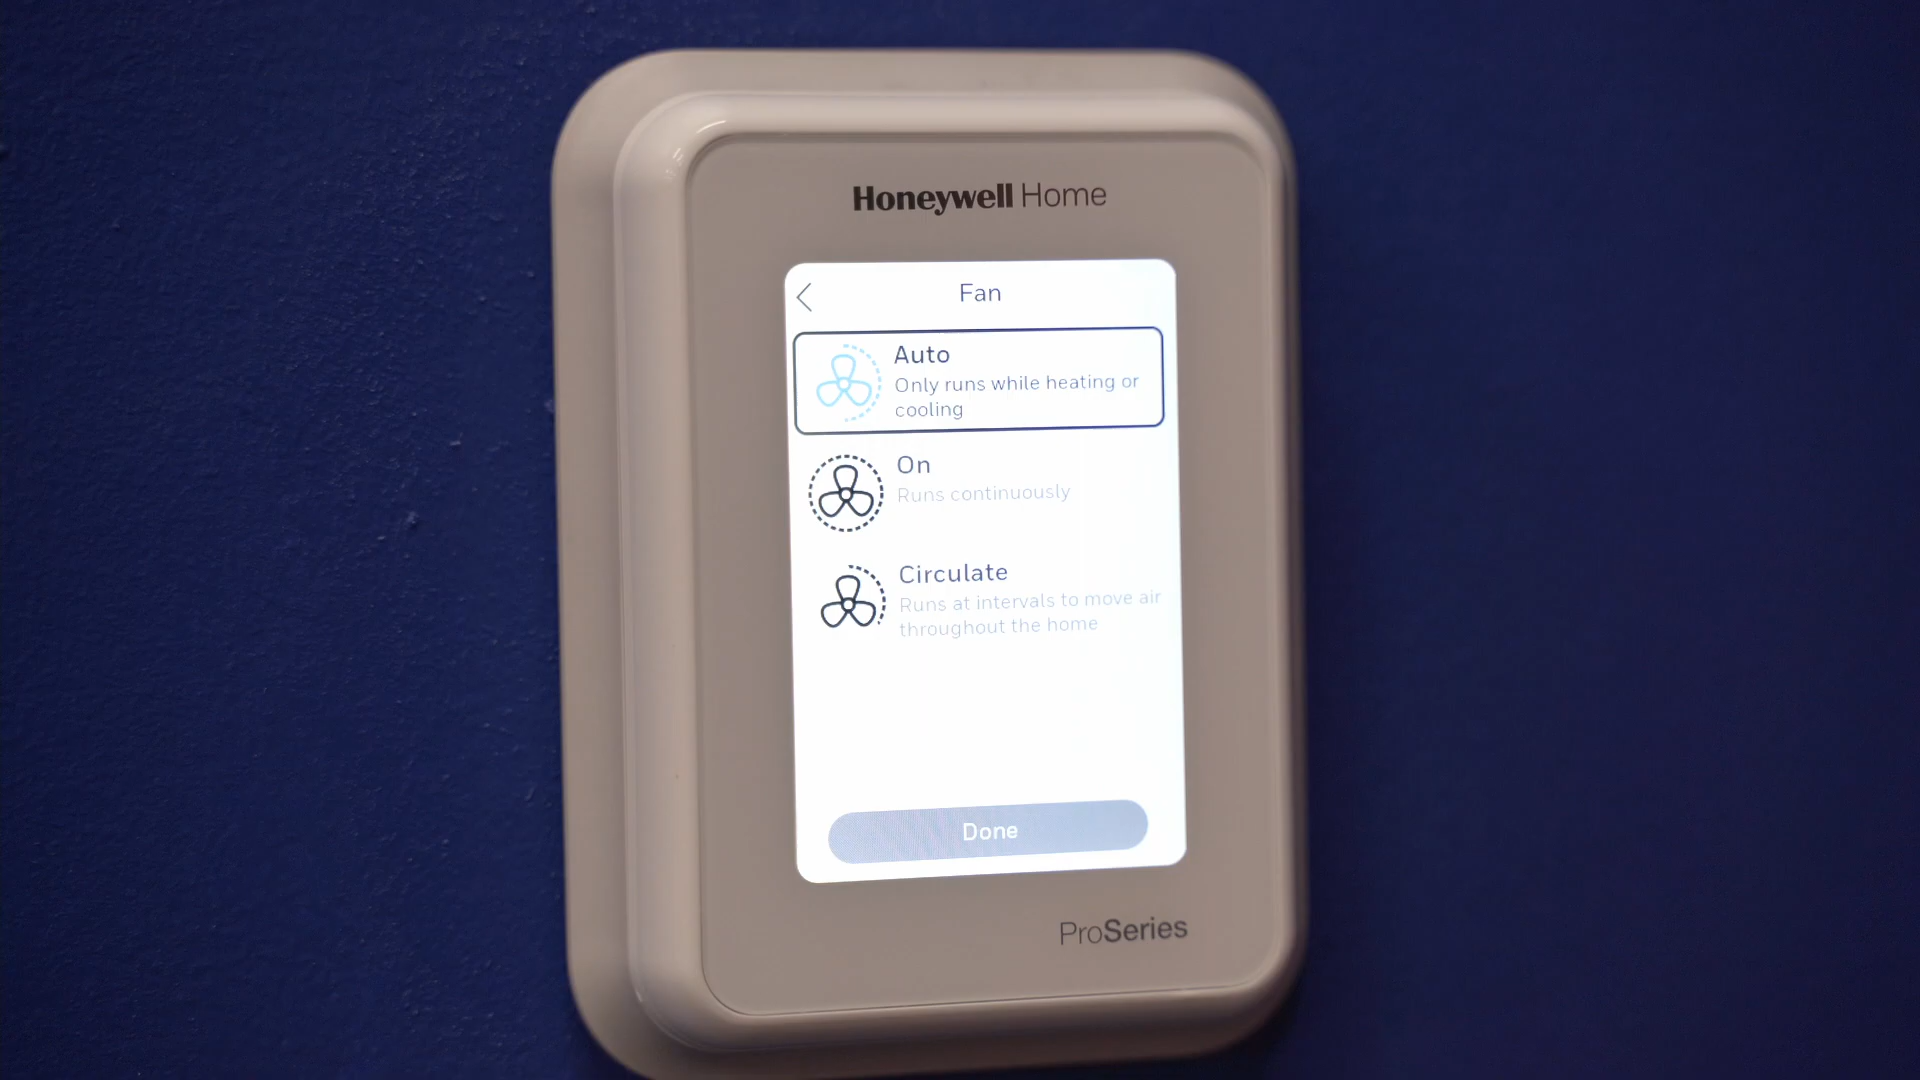 Honeywell Home
Fan
Auto
Only runs while heating or
cooling
On
Runs continuously
Circulate
Runs at intervals to move air
throughout the home
Done
ProSeries